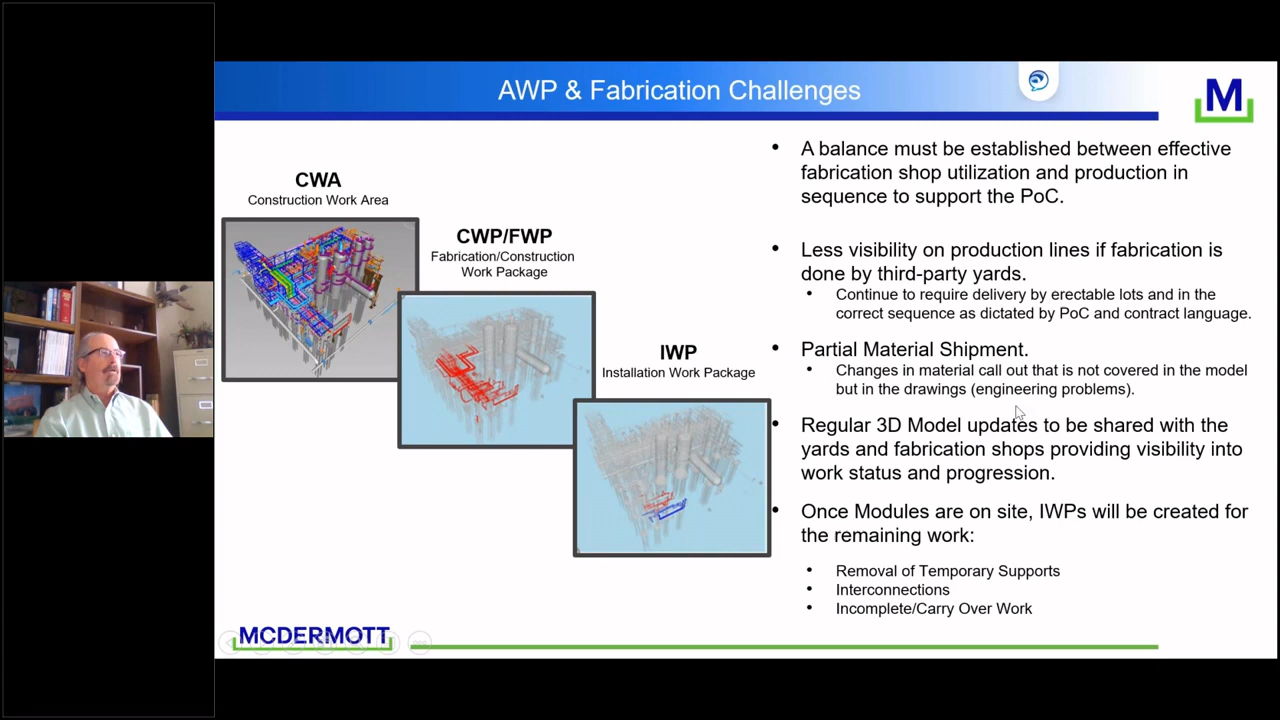 AWP & Fabrication Challenges
M
CWA
Construction Work Area
CWP/FWP
Fabrication/Construction
Work Package
IWP
Installation Work Package
• A balance must be established between effective
fabrication shop utilization and production in
sequence to support the PoC.
• Less visibility on production lines if fabrication is
done by third-party yards.
• Continue to require delivery by erectable lots and in the
correct sequence as dictated by PoC and contract language.
• Partial Material Shipment.
• Changes in material call out that is not covered in the model
but in the drawings (engineering problems).
• Regular 3D Model updates to be shared with the
yards and fabrication shops providing visibility into
work status and progression.
• Once Modules are on site, IWPs will be created for
the remaining work:
• Removal of Temporary Supports
• Interconnections
• Incomplete/Carry Over Work
MCDERMOTT